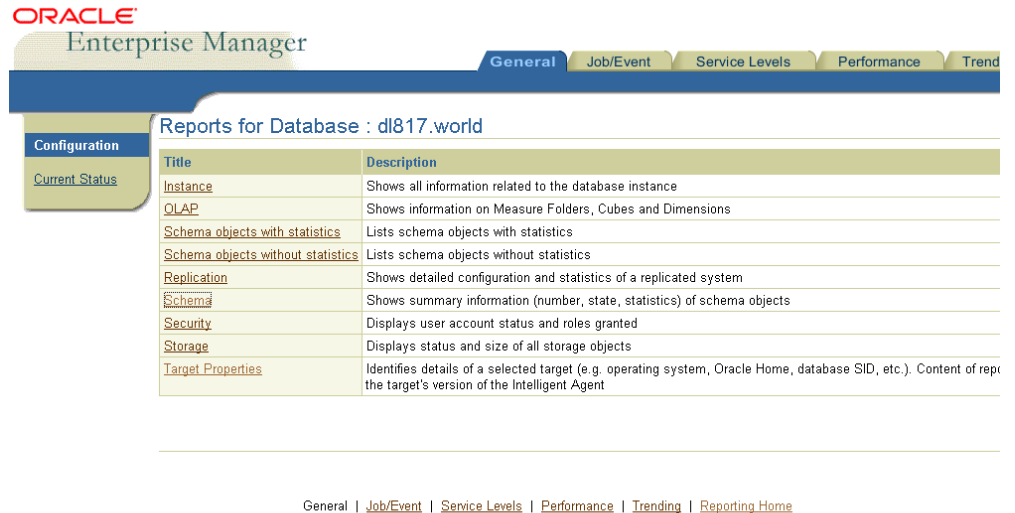 ORACLE
Enterprise Manager
General Job/Event Service Levels Performance Trend
Configuration
Current Status
Reports for Database : dl817.world
Title Description
Instance Shows all information related to the database instance
OLAP Shows information on Measure Folders, Cubes and Dimensions
Schema objects with statistics Lists schema objects with statistics
Schema objects without statistics Lists schema objects without statistics
Replication Shows detailed configuration and statistics of a replicated system
Schema Shows summary information (number, state, statistics) of schema objects
Security Displays user account status and roles granted
Storage Displays status and size of all storage objects
Target Properties Identifies details of a selected target (e.g. operating system, Oracle Home, database SID, etc.). Content of repo
the target's version of the Intelligent Agent
General | Job/Event | Service Levels | Performance | Trending | Reporting Home